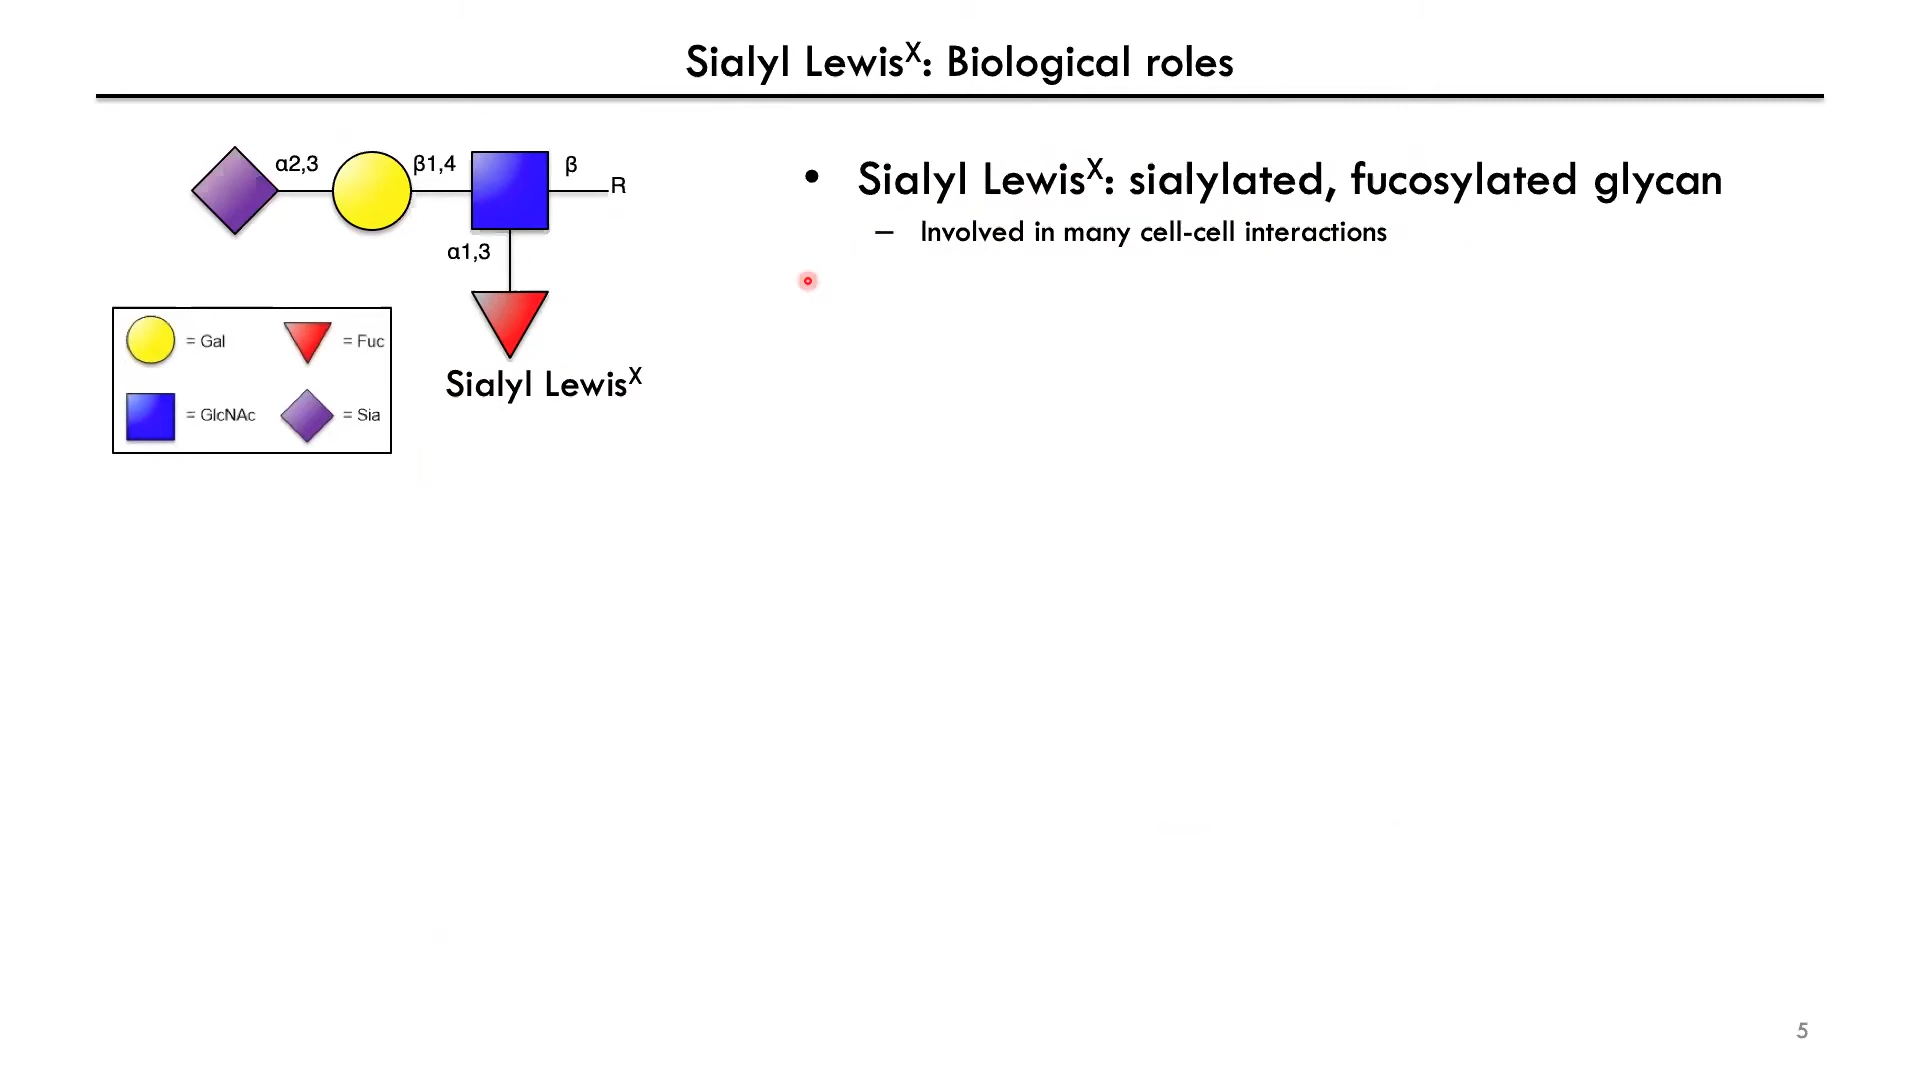 Sialyl Lewisˣ: Biological roles
α2,3
β1,4
β
R
α1,3
Sialyl Lewisˣ
= Gal
= Fuc
= GlcNAc
= Sia
• Sialyl Lewisˣ: sialylated, fucosylated glycan
– Involved in many cell-cell interactions
5